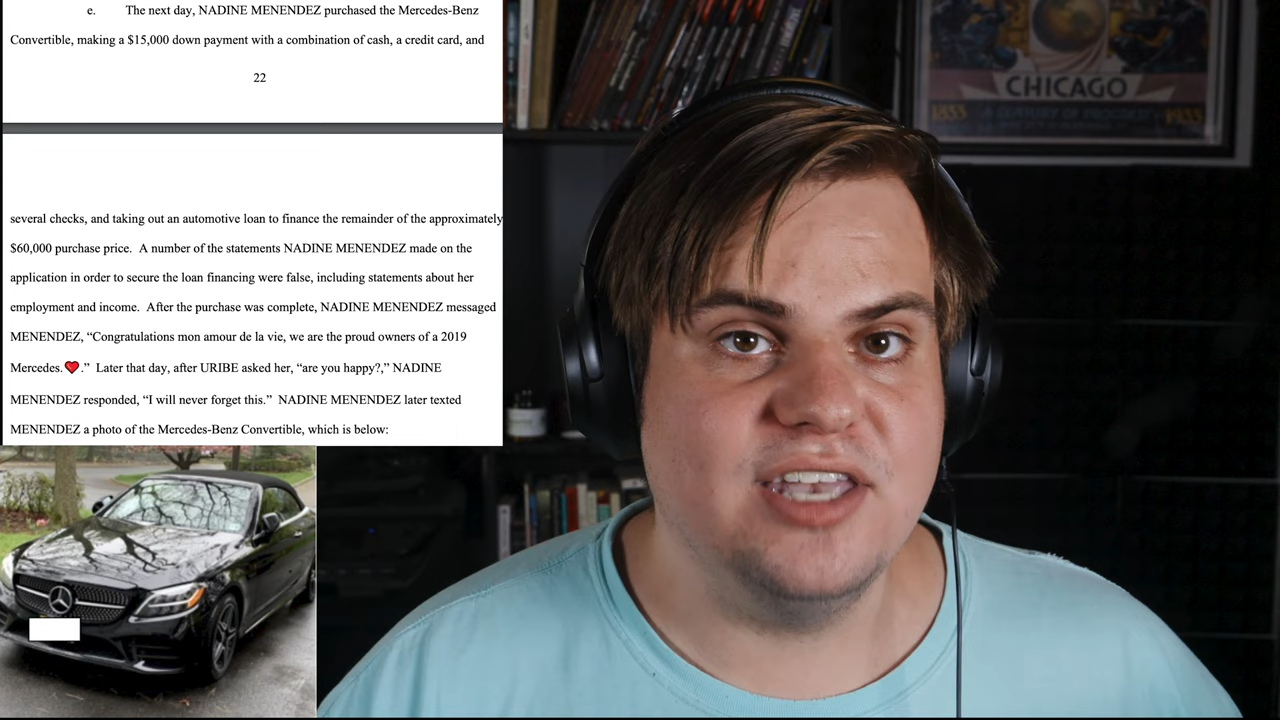 e. The next day, NADINE MENENDEZ purchased the Mercedes-Benz
Convertible, making a $15,000 down payment with a combination of cash, a credit card, and
22
several checks, and taking out an automotive loan to finance the remainder of the approximately
$60,000 purchase price. A number of the statements NADINE MENENDEZ made on the
application in order to secure the loan financing were false, including statements about her
employment and income. After the purchase was complete, NADINE MENENDEZ messaged
MENENDEZ, “Congratulations mon amour de la vie, we are the proud owners of a 2019
Mercedes.❤️.” Later that day, after URIBE asked her, “are you happy?,” NADINE
MENENDEZ responded, “I will never forget this.” NADINE MENENDEZ later texted
MENENDEZ a photo of the Mercedes-Benz Convertible, which is below:
CHICAGO
1833 A CENTURY OF PROGRESS 1933